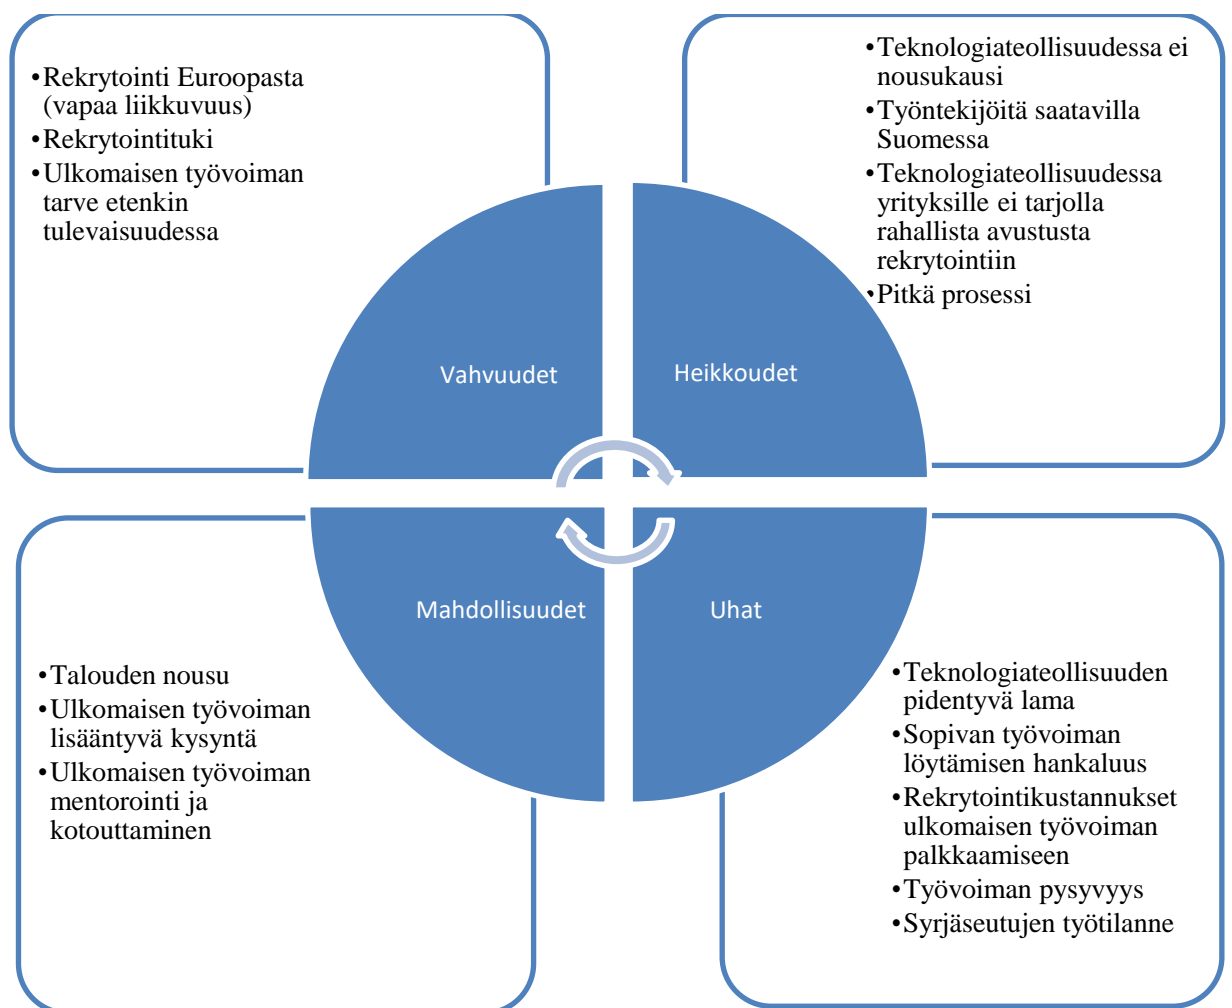 •Rekrytointi Euroopasta
(vapaa liikkuvuus)
•Rekrytointituki
•Ulkomaisen työvoiman
tarve etenkin
tulevaisuudessa
•Teknologiateollisuudessa ei
nousukausi
•Työntekijöitä saatavilla
Suomessa
•Teknologiateollisuudessa
yrityksille ei tarjolla
rahallista avustusta
rekrytointiin
•Pitkä prosessi
Vahvuudet
Heikkoudet
Mahdollisuudet
Uhat
•Talouden nousu
•Ulkomaisen työvoiman
lisääntyvä kysyntä
•Ulkomaisen työvoiman
mentorointi ja
kotouttaminen
•Teknologiateollisuuden
pidentyvä lama
•Sopivan työvoiman
löytämisen hankaluus
•Rekrytointikustannukset
ulkomaisen työvoiman
palkkaamiseen
•Työvoiman pysyvyys
•Syrjäseutujen työtilanne